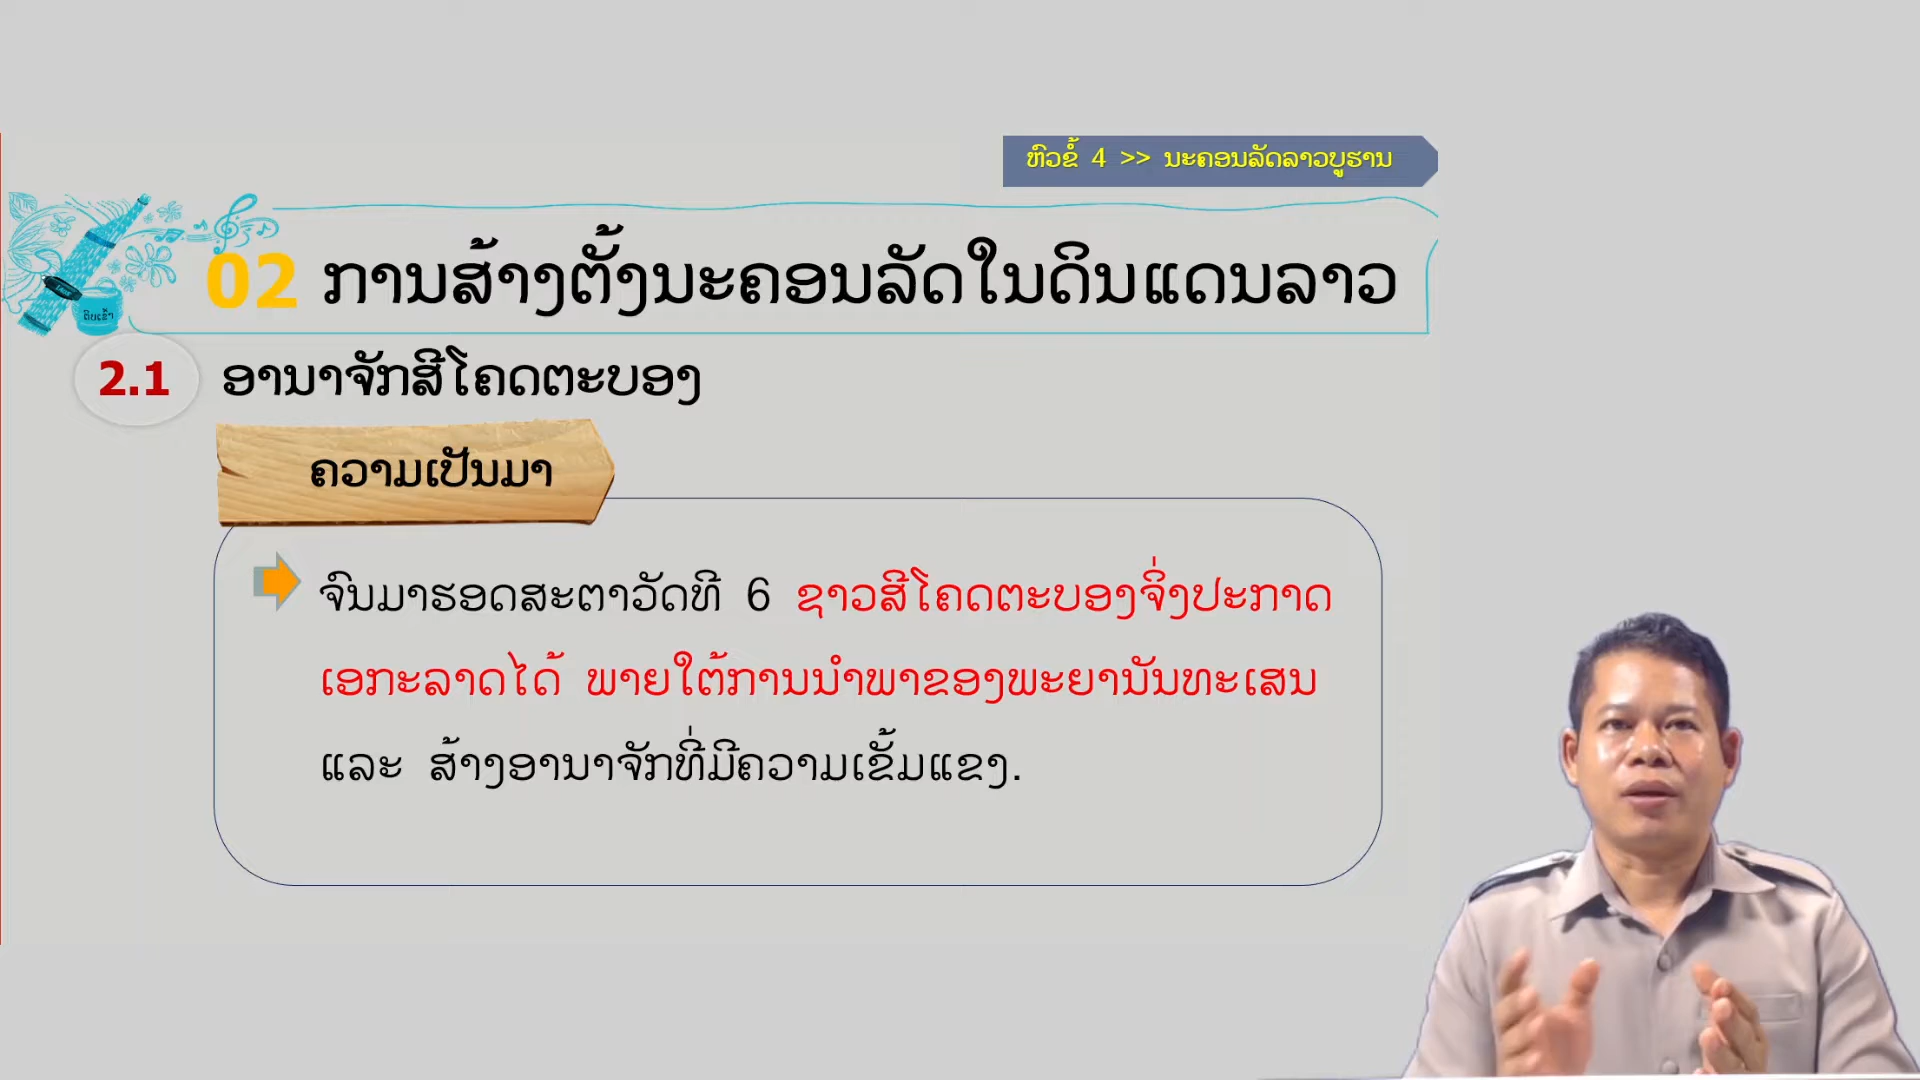 ຫົວຂໍ້ 4 >> ນະຄອນລັດລາວບູຮານ
02 ການສ້າງຕັ້ງນະຄອນລັດໃນດິນແດນລາວ
2.1 ອານາຈັກສີໂຄດຕະບອງ
ຄວາມເປັນມາ
ຈົນມາຮອດສະຕາວັດທີ 6 ຊາວສີໂຄດຕະບອງຈຶ່ງປະກາດ
ເອກະລາດໄດ້ ພາຍໃຕ້ການນຳພາຂອງພະຍານັນທະເສນ
ແລະ ສ້າງອານາຈັກທີ່ມີຄວາມເຂັ້ມແຂງ.